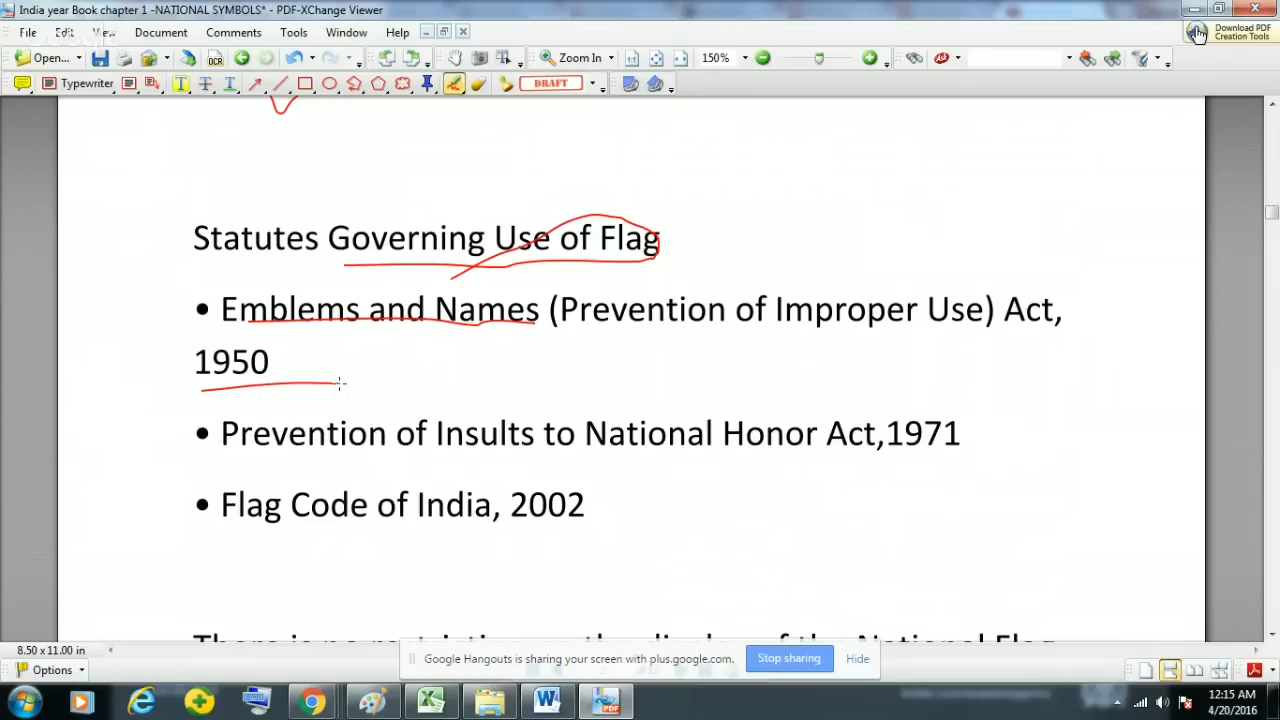 India year Book chapter 1 -NATIONAL SYMBOLS* - PDF-XChange Viewer
File Edit View Document Comments Tools Window Help
Download PDF
Creation Tools
Open... OCR Zoom In 150%
Typewriter DRAFT
Statutes Governing Use of Flag
• Emblems and Names (Prevention of Improper Use) Act,
1950
• Prevention of Insults to National Honor Act,1971
• Flag Code of India, 2002
There is no restriction on the display of the National Flag
8.50 x 11.00 in
Google Hangouts is sharing your screen with plus.google.com. Stop sharing Hide
Options
12:15 AM
4/20/2016